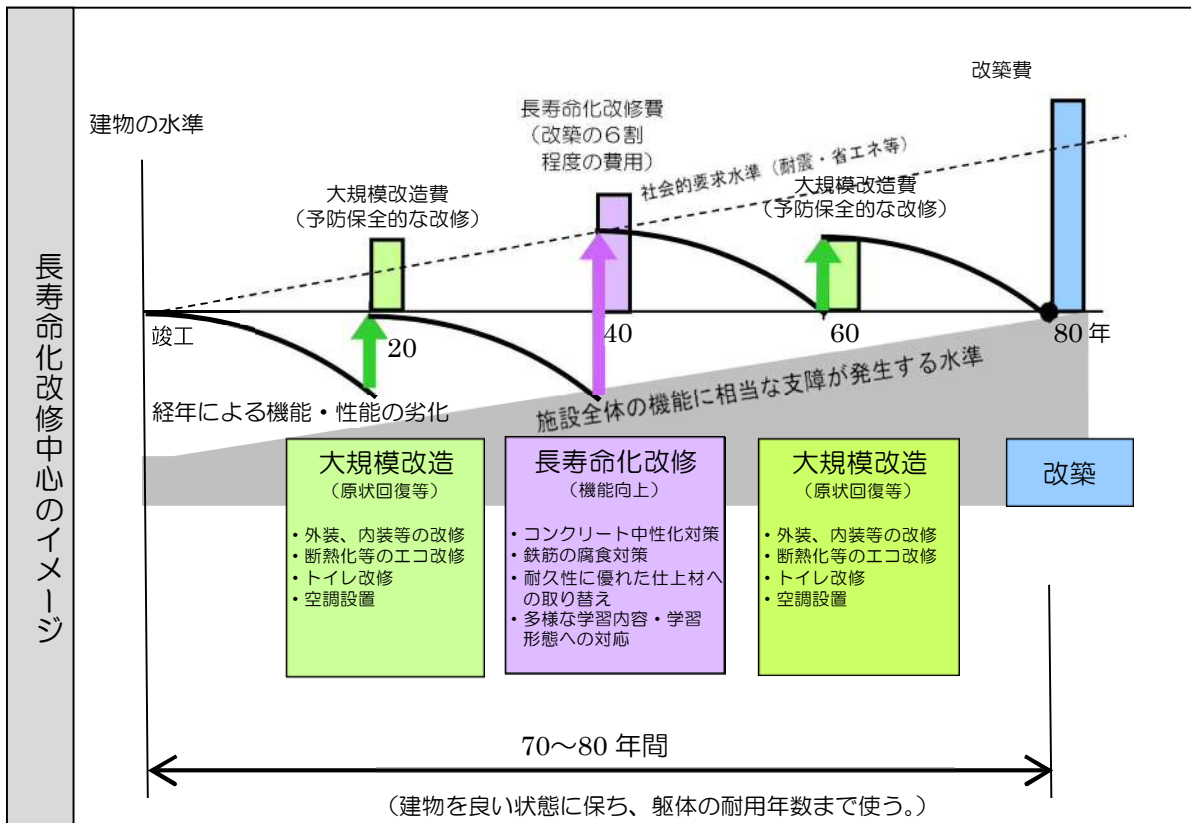 長寿命化改修中心のイメージ
改築費
建物の水準
長寿命化改修費
（改築の６割
程度の費用）
社会的要求水準（耐震・省エネ等）
大規模改造費
（予防保全的な改修）
大規模改造費
（予防保全的な改修）
竣工
20
40
60
80 年
経年による機能・性能の劣化
施設全体の機能に相当な支障が発生する水準
大規模改造
（原状回復等）
・外装、内装等の改修
・断熱化等のエコ改修
・トイレ改修
・空調設置
長寿命化改修
（機能向上）
・コンクリート中性化対策
・鉄筋の腐食対策
・耐久性に優れた仕上材へ
の取り替え
・多様な学習内容・学習
形態への対応
大規模改造
（原状回復等）
・外装、内装等の改修
・断熱化等のエコ改修
・トイレ改修
・空調設置
改築
70～80 年間
（建物を良い状態に保ち、躯体の耐用年数まで使う。）